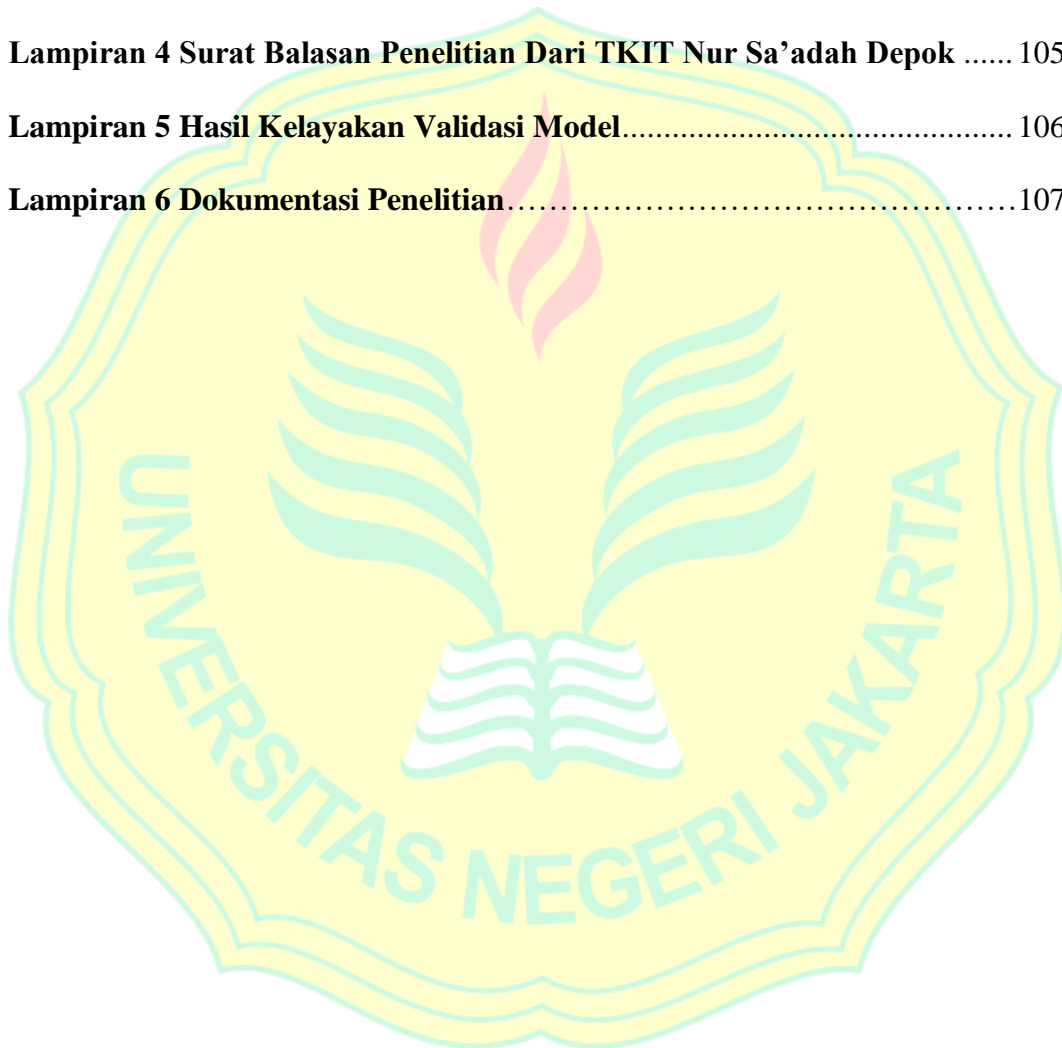 Lampiran 4 Surat Balasan Penelitian Dari TKIT Nur Sa’adah Depok ...... 105
Lampiran 5 Hasil Kelayakan Validasi Model............................................... 106
Lampiran 6 Dokumentasi Penelitian……………………………………………107
UNIVERSITAS NEGERI JAKARTA